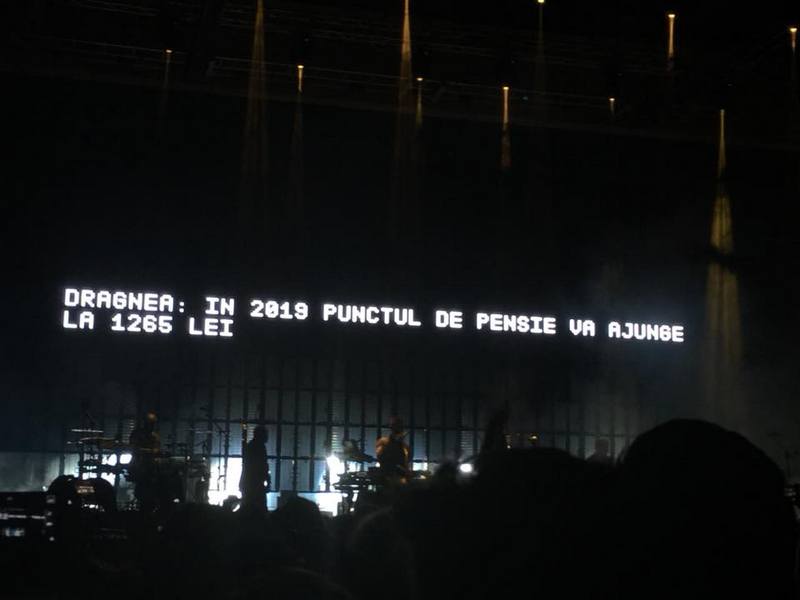 DRAGNEA: IN 2019 PUNCTUL DE PENSIE VA AJUNGE
LA 1265 LEI